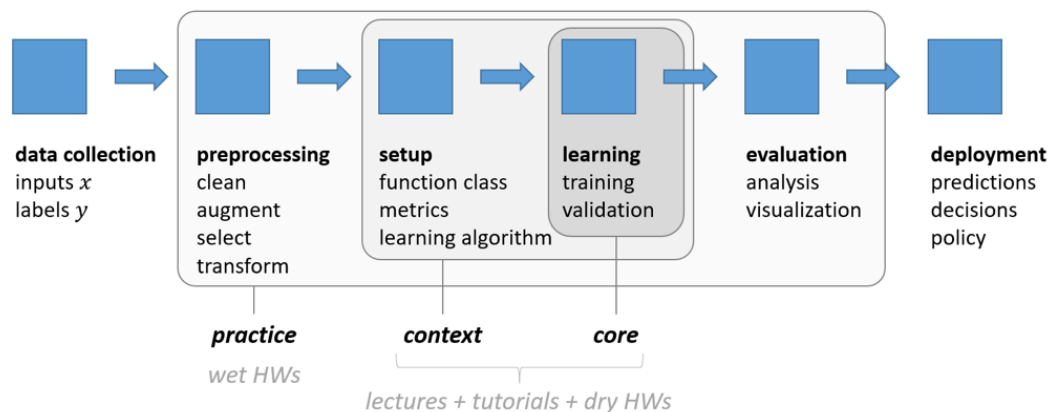 data collection
inputs x
labels y
preprocessing
clean
augment
select
transform
setup
function class
metrics
learning algorithm
learning
training
validation
evaluation
analysis
visualization
deployment
predictions
decisions
policy
practice
wet HWs
context
core
lectures + tutorials + dry HWs